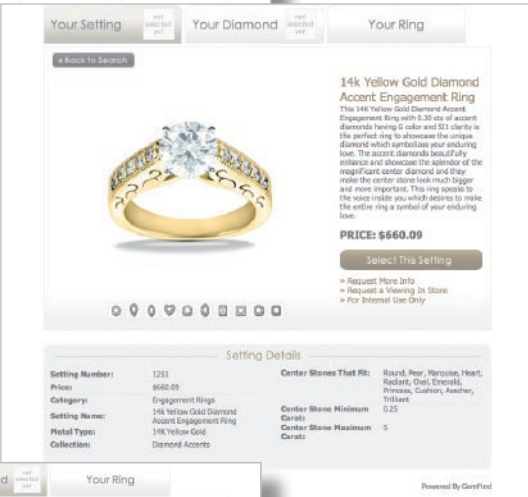 Your Setting
not selected yet
Your Diamond
not selected yet
Your Ring
« Back To Search
14k Yellow Gold Diamond
Accent Engagement Ring
This 14K Yellow Gold Diamond Accent
Engagement Ring with 0.30 cts of accent
diamonds having G color and SI1 clarity is
the perfect ring to showcase the unique
diamond which symbolizes your enduring
love. The accent diamonds beautifully
enhance and showcase the splendor of the
magnificent center diamond and they
make the center stone look much bigger
and more important. This ring speaks to
the voice inside you which desires to make
the entire ring a symbol of your enduring
love.
PRICE: $660.09
Select This Setting
» Request More Info
» Request a Viewing In Store
» For Internal Use Only
Setting Details
Setting Number: 1251
Price: $660.09
Category: Engagement Rings
Setting Name: 14k Yellow Gold Diamond
Accent Engagement Ring
Metal Type: 14K Yellow Gold
Collection: Diamond Accents
Center Stones That Fit: Round, Pear, Marquise, Heart,
Radiant, Oval, Emerald,
Princess, Cushion, Asscher,
Trilliant
Center Stone Minimum 0.25
Carat:
Center Stone Maximum 5
Carat:
d
not selected yet
Your Ring
Powered By GemFind